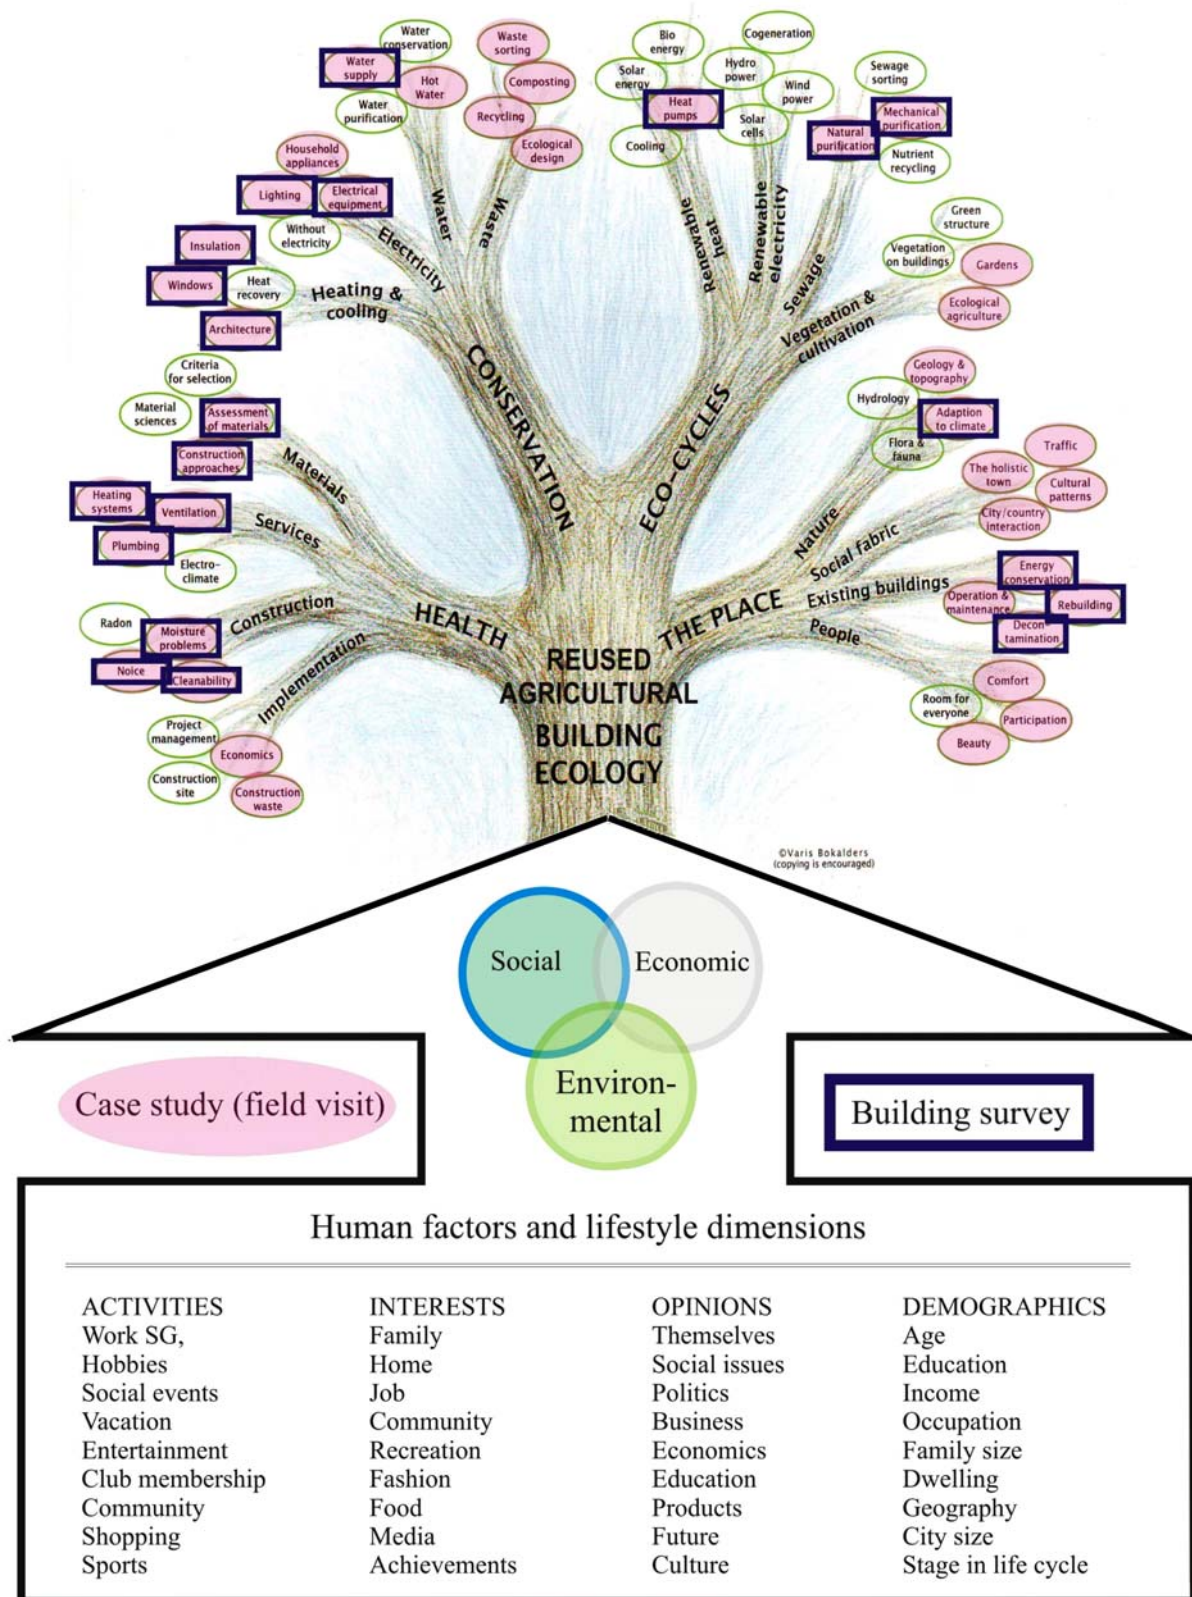 Water
conservation
Water
supply
Hot
Water
Water
purification
Waste
sorting
Composting
Recycling
Ecological
design
Bio
energy
Solar
energy
Heat
pumps
Cooling
Cogeneration
Hydro
power
Wind
power
Solar
cells
Sewage
sorting
Mechanical
purification
Natural
purification
Nutrient
recycling
Household
appliances
Lighting
Electrical
equipment
Without
electricity
Insulation
Windows
Heat
recovery
Architecture
Green
structure
Vegetation
on buildings
Gardens
Ecological
agriculture
Water
Waste
Electricity
Heating &
cooling
Renewable
heat
Renewable
electricity
Sewage
Vegetation &
cultivation
CONSERVATION
ECO-CYCLES
Criteria
for selection
Material
sciences
Assessment
of materials
Construction
approaches
Materials
Heating
systems
Ventilation
Plumbing
Electro-
climate
Services
Radon
Moisture
problems
Noice
Cleanability
Construction
Project
management
Economics
Construction
site
Construction
waste
Implementation
HEALTH
Geology &
topography
Hydrology
Adaption
to climate
Flora &
fauna
Nature
Traffic
The holistic
town
Cultural
patterns
City/country
interaction
Social fabric
Energy
conservation
Operation &
maintenance
Rebuilding
Decon-
tamination
Existing buildings
People
Comfort
Room for
everyone
Participation
Beauty
THE PLACE
REUSED
AGRICULTURAL
BUILDING
ECOLOGY
©Varis Bokalders
(copying is encouraged)
Social
Economic
Environ-
mental
Case study (field visit)
Building survey
Human factors and lifestyle dimensions
ACTIVITIES
Work SG,
Hobbies
Social events
Vacation
Entertainment
Club membership
Community
Shopping
Sports
INTERESTS
Family
Home
Job
Community
Recreation
Fashion
Food
Media
Achievements
OPINIONS
Themselves
Social issues
Politics
Business
Economics
Education
Products
Future
Culture
DEMOGRAPHICS
Age
Education
Income
Occupation
Family size
Dwelling
Geography
City size
Stage in life cycle